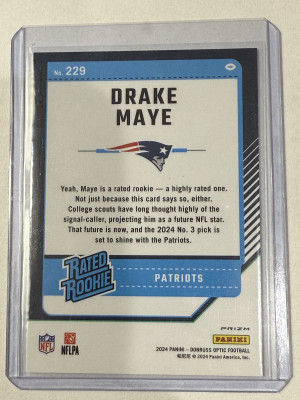 No. 229
DRAKE
MAYE
Yeah, Maye is a rated rookie — a highly rated one.
Not just because this card says so, either.
College scouts have long thought highly of the
signal-caller, projecting him as a future NFL star.
That future is now, and the 2024 No. 3 pick is
set to shine with the Patriots.
RATED
ROOKIE
PATRIOTS
PRIZM
NFL
NFLPA
PANINI
2024 PANINI – DONRUSS OPTIC FOOTBALL
© 2024 Panini America, Inc.